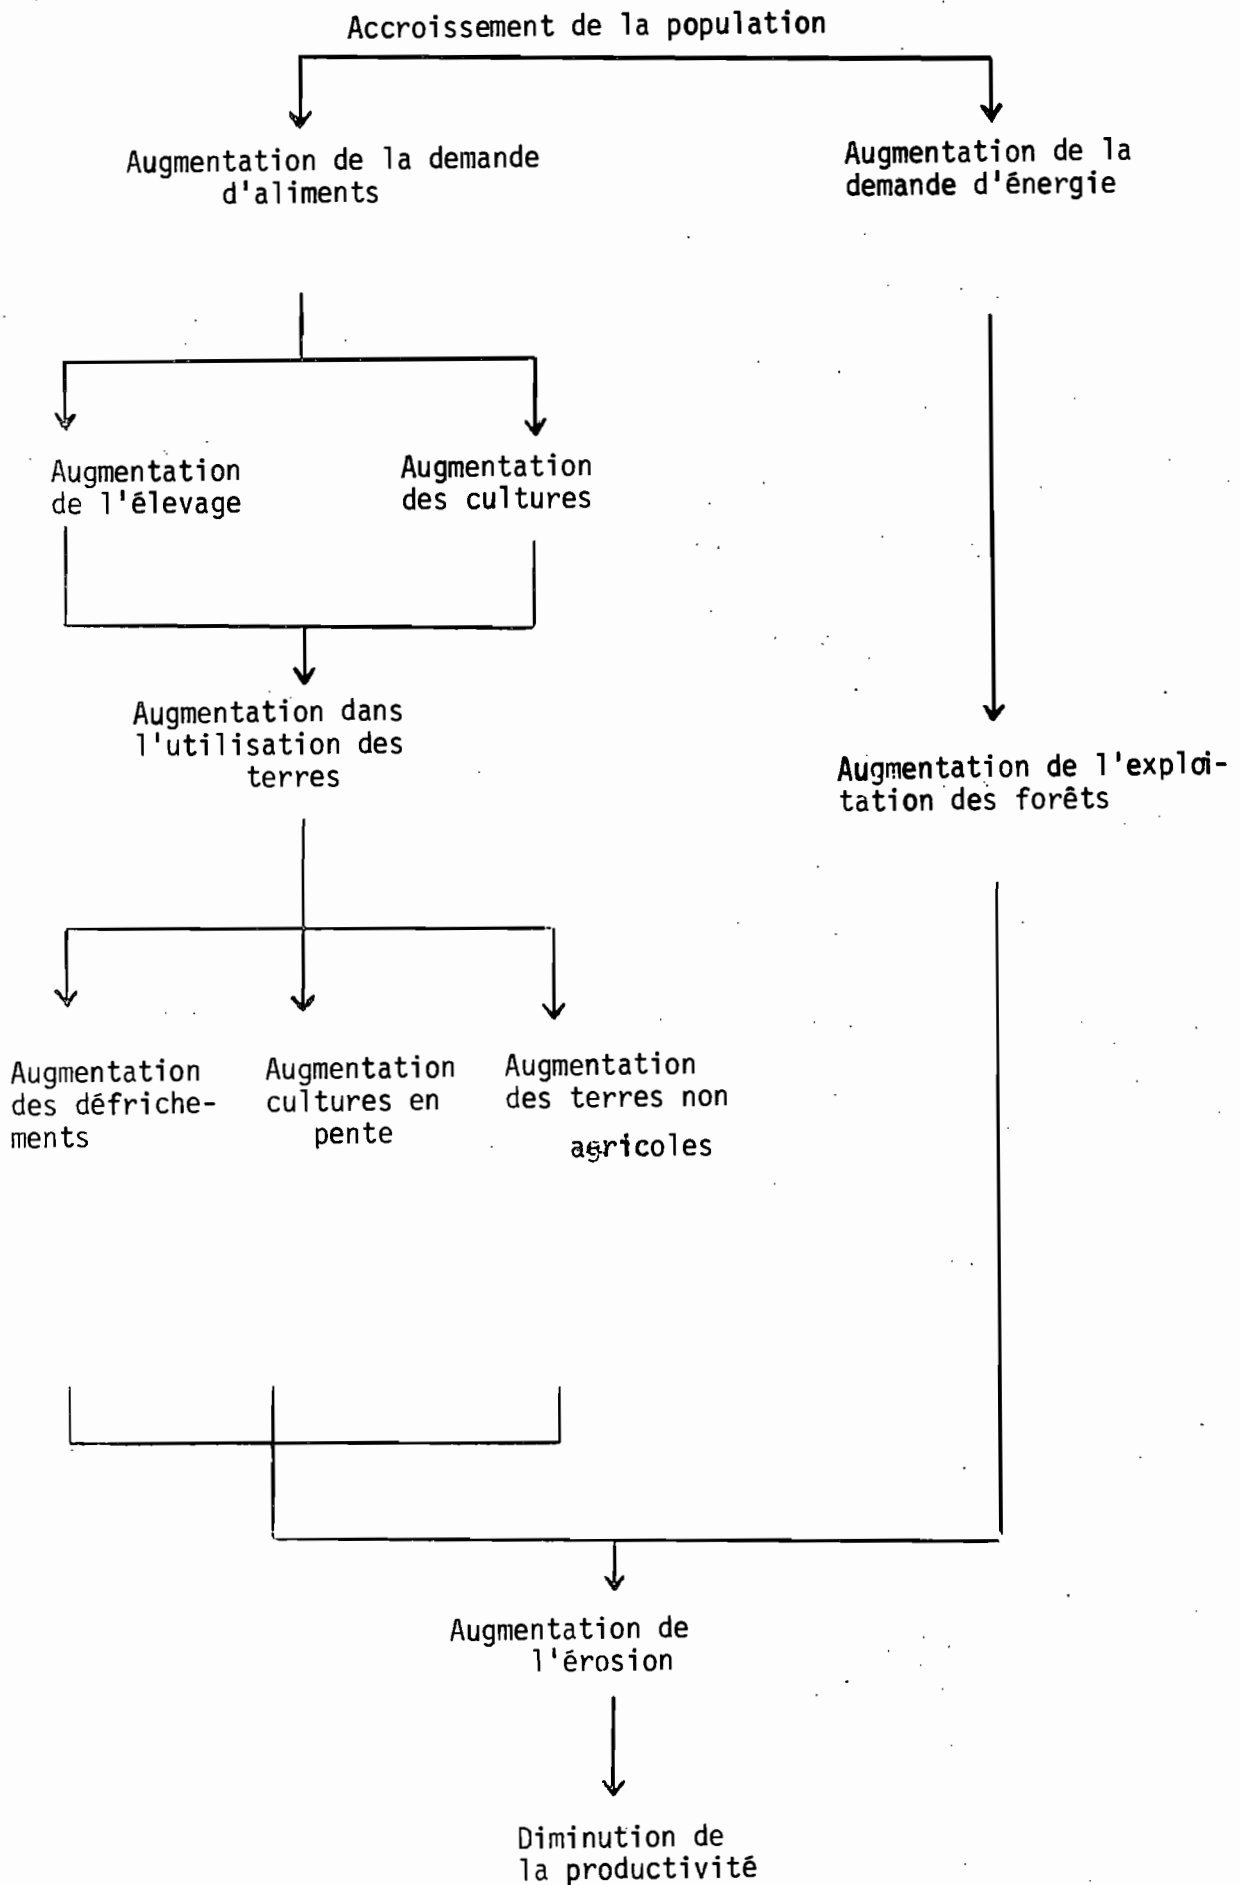 Accroissement de la population
Augmentation de la demande
d'aliments
Augmentation de la
demande d'énergie
Augmentation
de l'élevage
Augmentation
des cultures
Augmentation dans
l'utilisation des
terres
Augmentation de l'exploi-
tation des forêts
Augmentation
des défriche-
ments
Augmentation
cultures en
pente
Augmentation
des terres non
agricoles
Augmentation de
l'érosion
Diminution de
la productivité